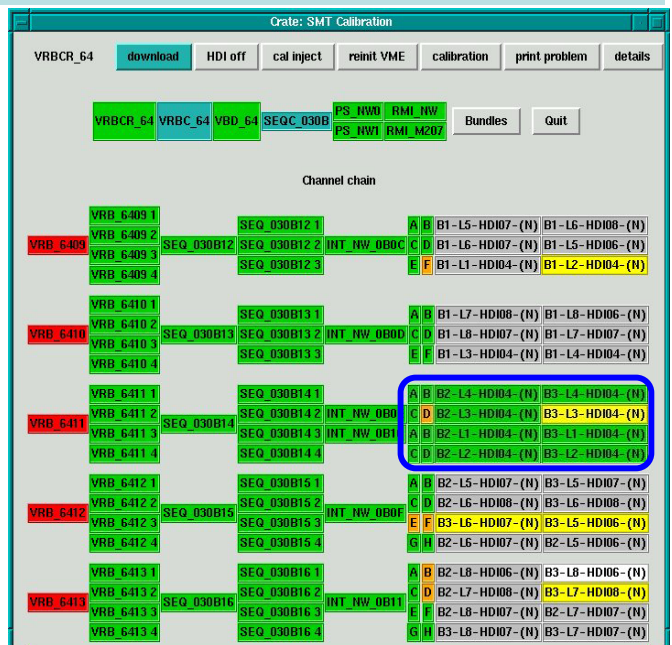 Crate: SMT Calibration
VRBCR_64 download HDI off cal inject reinit VME calibration print problem details
VRBCR_64 VRBC_64 VBD_64 SEQC_030B PS_NW0 RMI_NW Bundles Quit
PS_NW1 RMI_M207
Channel chain
VRB_6409 1 SEQ_030B12 1 A B B1-L5-HDI07-(N) B1-L6-HDI08-(N)
VRB_6409 VRB_6409 2 SEQ_030B12 SEQ_030B12 2 INT_NW_0B0C C D B1-L6-HDI07-(N) B1-L5-HDI06-(N)
VRB_6409 3 SEQ_030B12 3 E F B1-L1-HDI04-(N) B1-L2-HDI04-(N)
VRB_6409 4
VRB_6410 1 SEQ_030B13 1 A B B1-L7-HDI08-(N) B1-L8-HDI06-(N)
VRB_6410 VRB_6410 2 SEQ_030B13 SEQ_030B13 2 INT_NW_0B0D C D B1-L8-HDI07-(N) B1-L7-HDI07-(N)
VRB_6410 3 SEQ_030B13 3 E F B1-L3-HDI04-(N) B1-L4-HDI04-(N)
VRB_6410 4
VRB_6411 1 SEQ_030B14 1 A B B2-L4-HDI04-(N) B3-L4-HDI04-(N)
VRB_6411 VRB_6411 2 SEQ_030B14 SEQ_030B14 2 C D B2-L3-HDI04-(N) B3-L3-HDI04-(N)
VRB_6411 3 SEQ_030B14 3 A B B2-L1-HDI04-(N) B3-L1-HDI04-(N)
VRB_6411 4 SEQ_030B14 4 C D B2-L2-HDI04-(N) B3-L2-HDI04-(N)
VRB_6412 1 SEQ_030B15 1 A B B2-L5-HDI07-(N) B3-L5-HDI07-(N)
VRB_6412 VRB_6412 2 SEQ_030B15 SEQ_030B15 2 INT_NW_0B0F C D B2-L6-HDI08-(N) B3-L6-HDI08-(N)
VRB_6412 3 SEQ_030B15 3 E F B3-L6-HDI07-(N) B3-L5-HDI06-(N)
VRB_6412 4 SEQ_030B15 4 G H B2-L6-HDI07-(N) B2-L5-HDI06-(N)
VRB_6413 1 SEQ_030B16 1 A B B2-L8-HDI06-(N) B3-L8-HDI06-(N)
VRB_6413 VRB_6413 2 SEQ_030B16 SEQ_030B16 2 INT_NW_0B11 C D B2-L7-HDI08-(N) B3-L7-HDI08-(N)
VRB_6413 3 SEQ_030B16 3 E F B2-L8-HDI07-(N) B2-L7-HDI07-(N)
VRB_6413 4 SEQ_030B16 4 G H B3-L8-HDI07-(N) B3-L7-HDI07-(N)